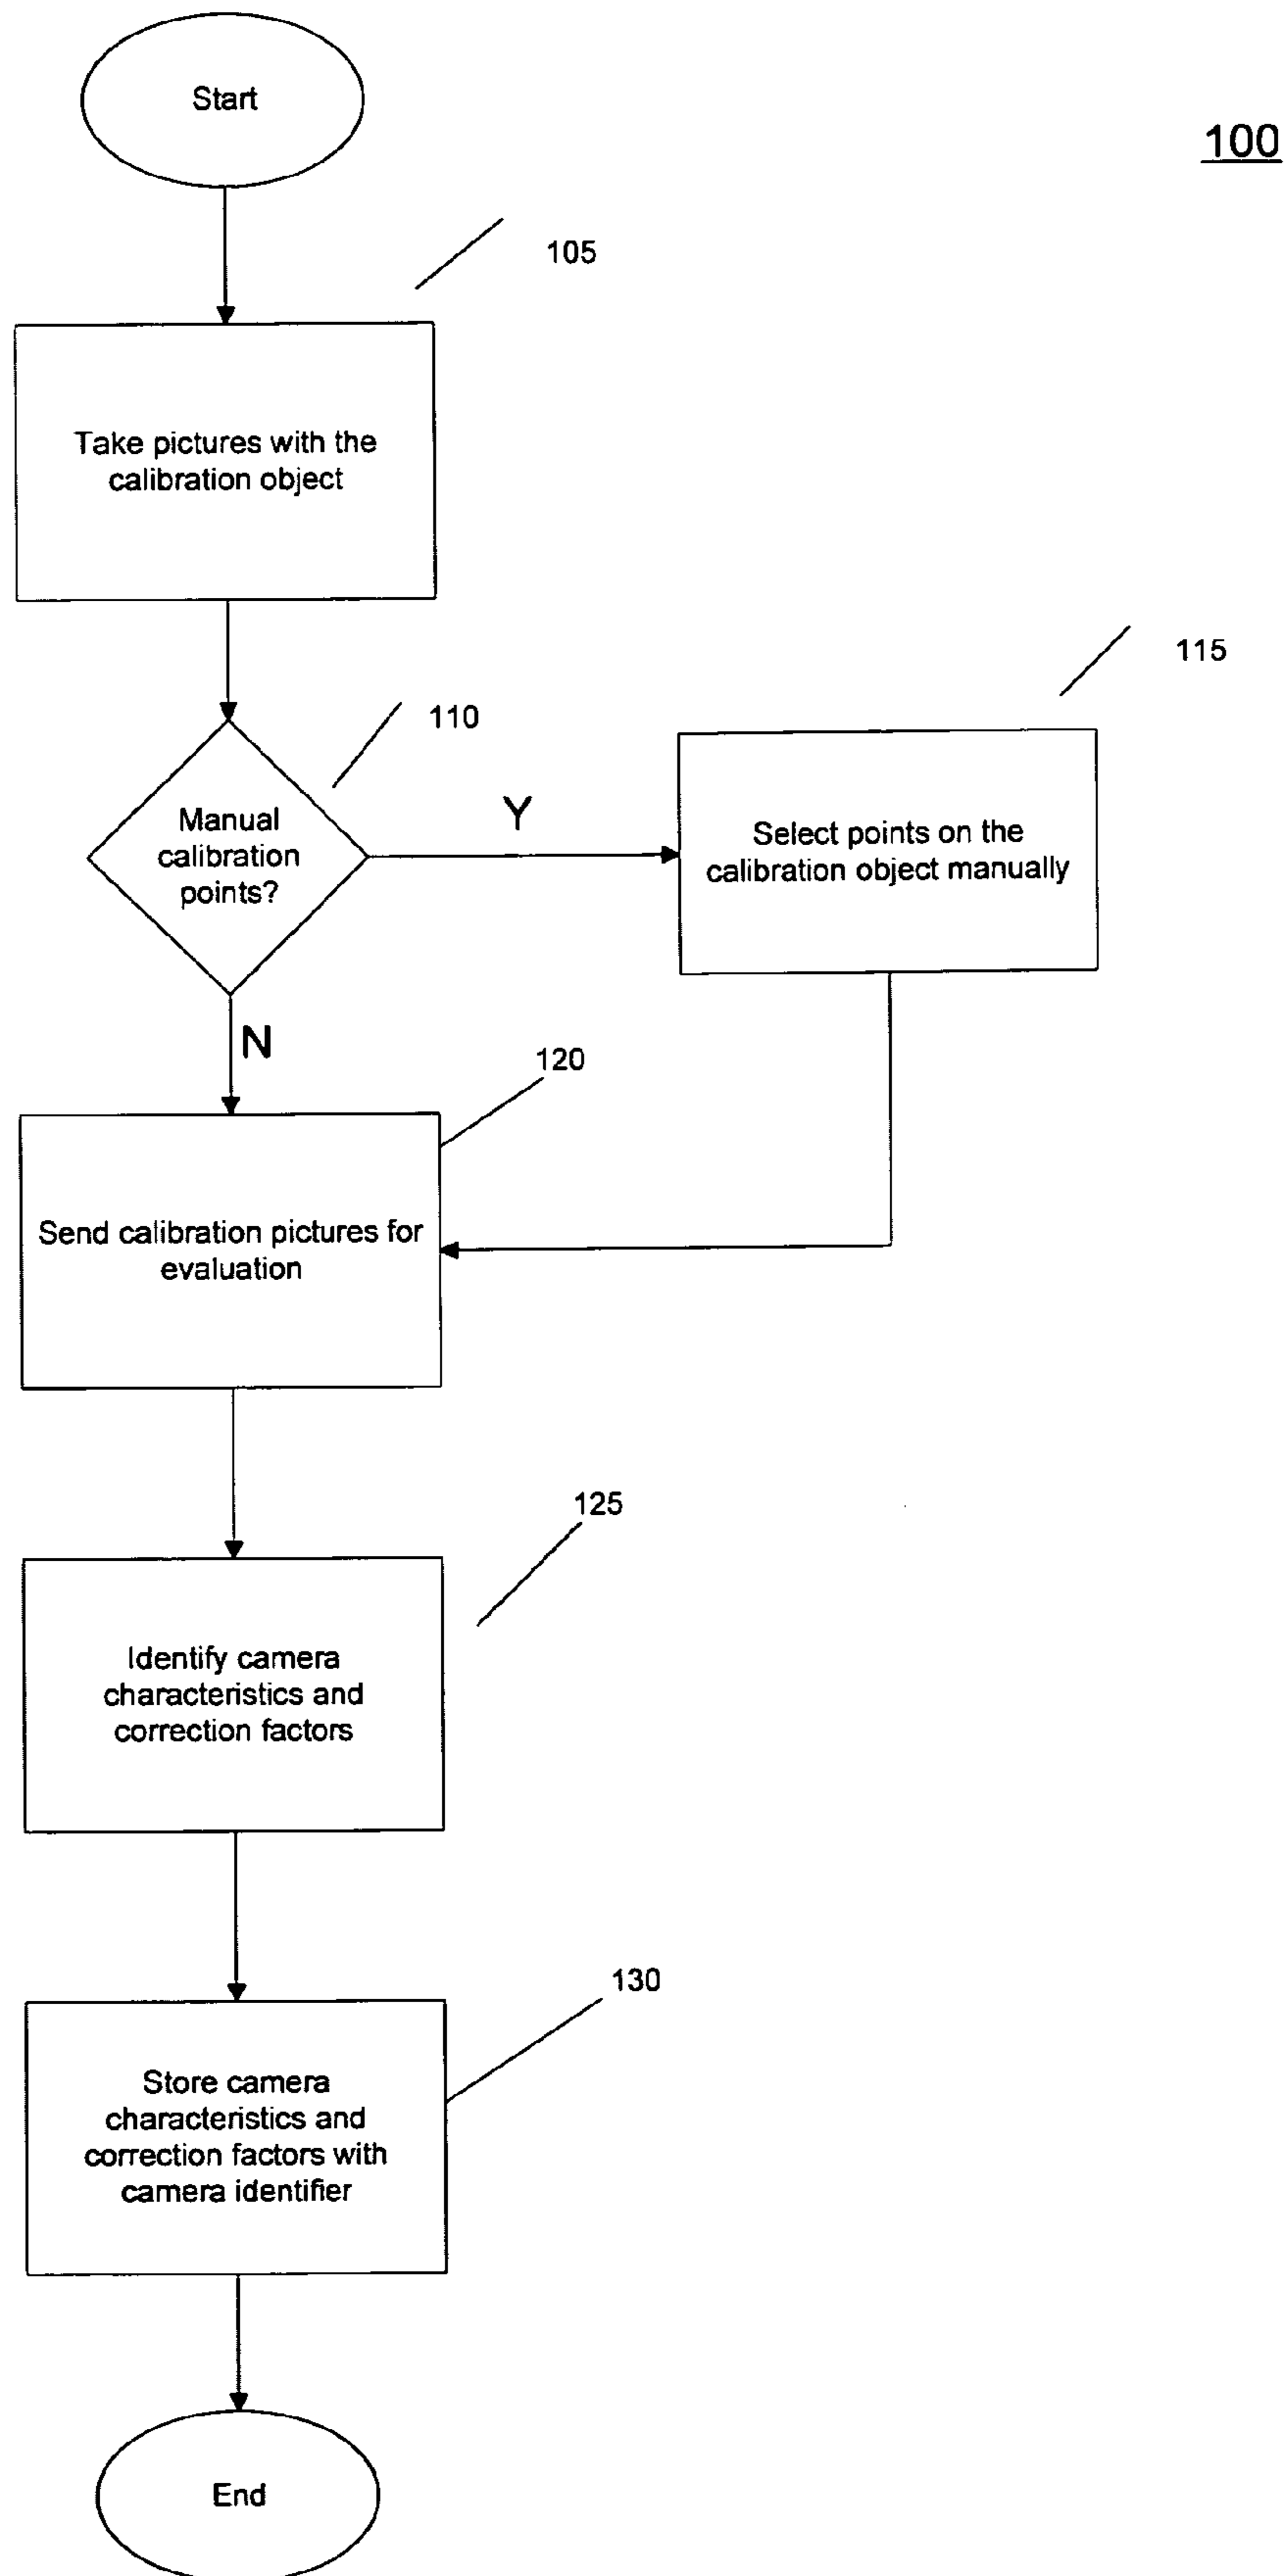 Start
100
105
Take pictures with the
calibration object
115
110
Manual
calibration
points?
Y
Select points on the
calibration object manually
N
120
Send calibration pictures for
evaluation
125
Identify camera
characteristics and
correction factors
130
Store camera
characteristics and
correction factors with
camera identifier
End